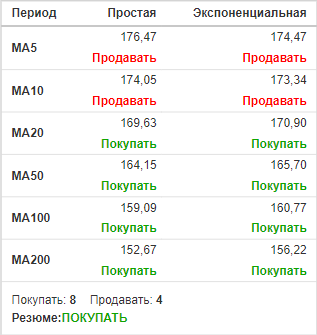 Период Простая Экспоненциальная
176,47 174,47
MA5
Продавать Продавать
174,05 173,34
MA10
Продавать Продавать
169,63 170,90
MA20
Покупать Покупать
164,15 165,70
MA50
Покупать Покупать
159,09 160,77
MA100
Покупать Покупать
152,67 156,22
MA200
Покупать Покупать
Покупать: 8 Продавать: 4
Резюме:ПОКУПАТЬ